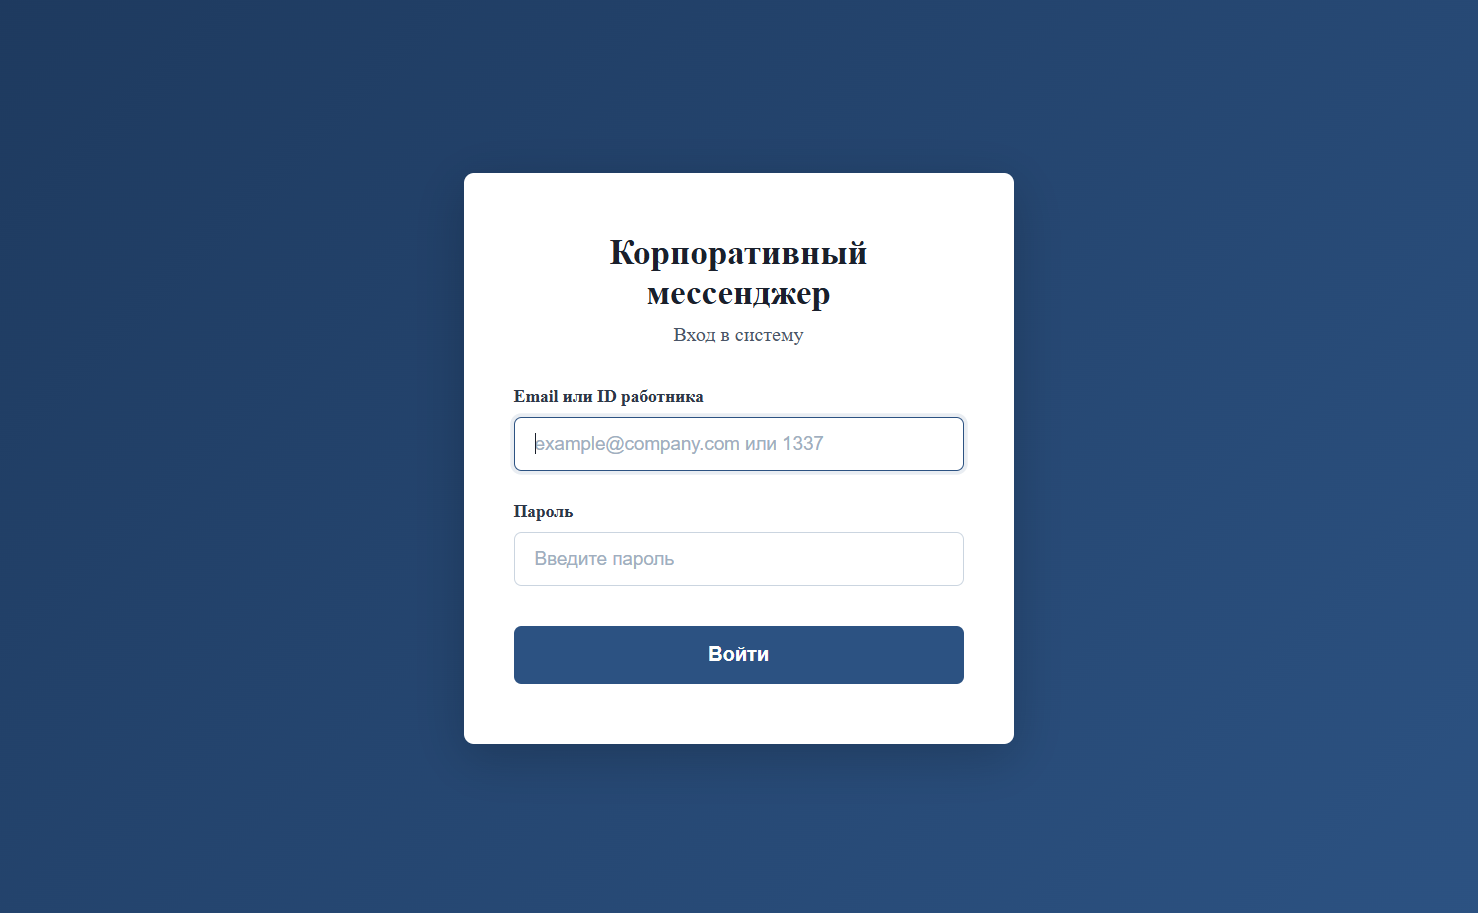 Корпоративный
мессенджер
Вход в систему
Email или ID работника
example@company.com или 1337
Пароль
Введите пароль
Войти